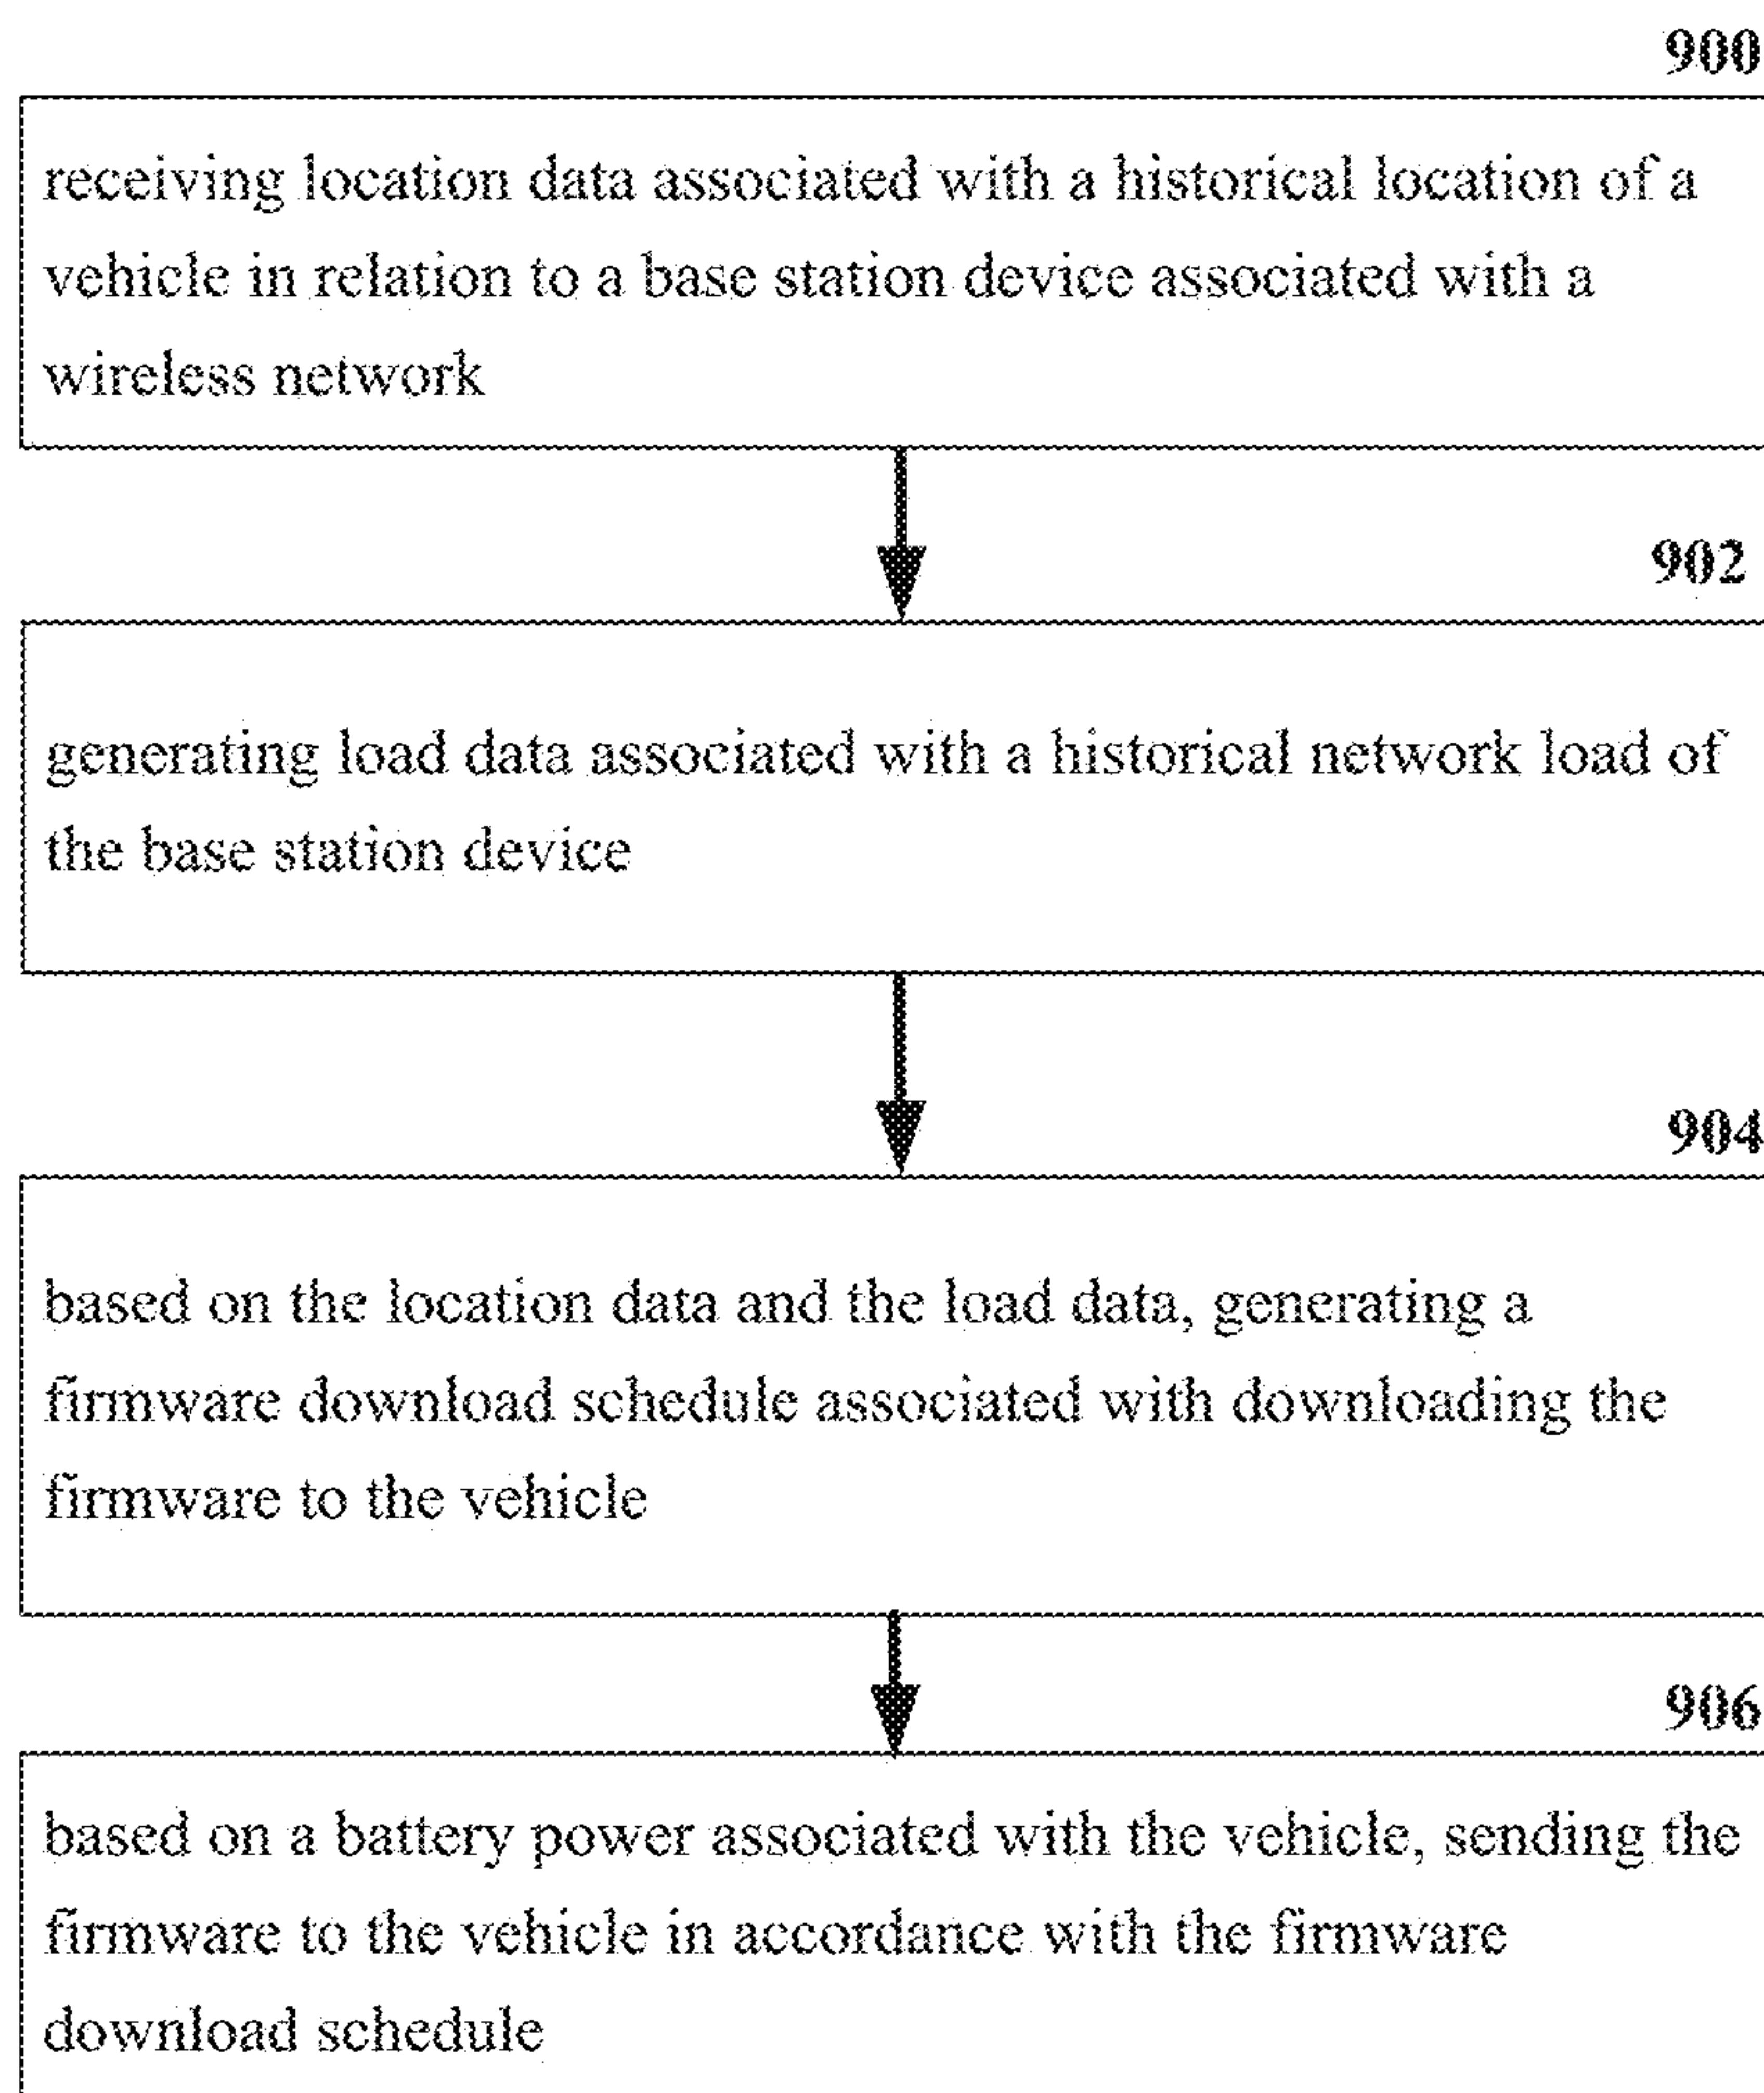 900
receiving location data associated with a historical location of a
vehicle in relation to a base station device associated with a
wireless network
902
generating load data associated with a historical network load of
the base station device
904
based on the location data and the load data, generating a
firmware download schedule associated with downloading the
firmware to the vehicle
906
based on a battery power associated with the vehicle, sending the
firmware to the vehicle in accordance with the firmware
download schedule